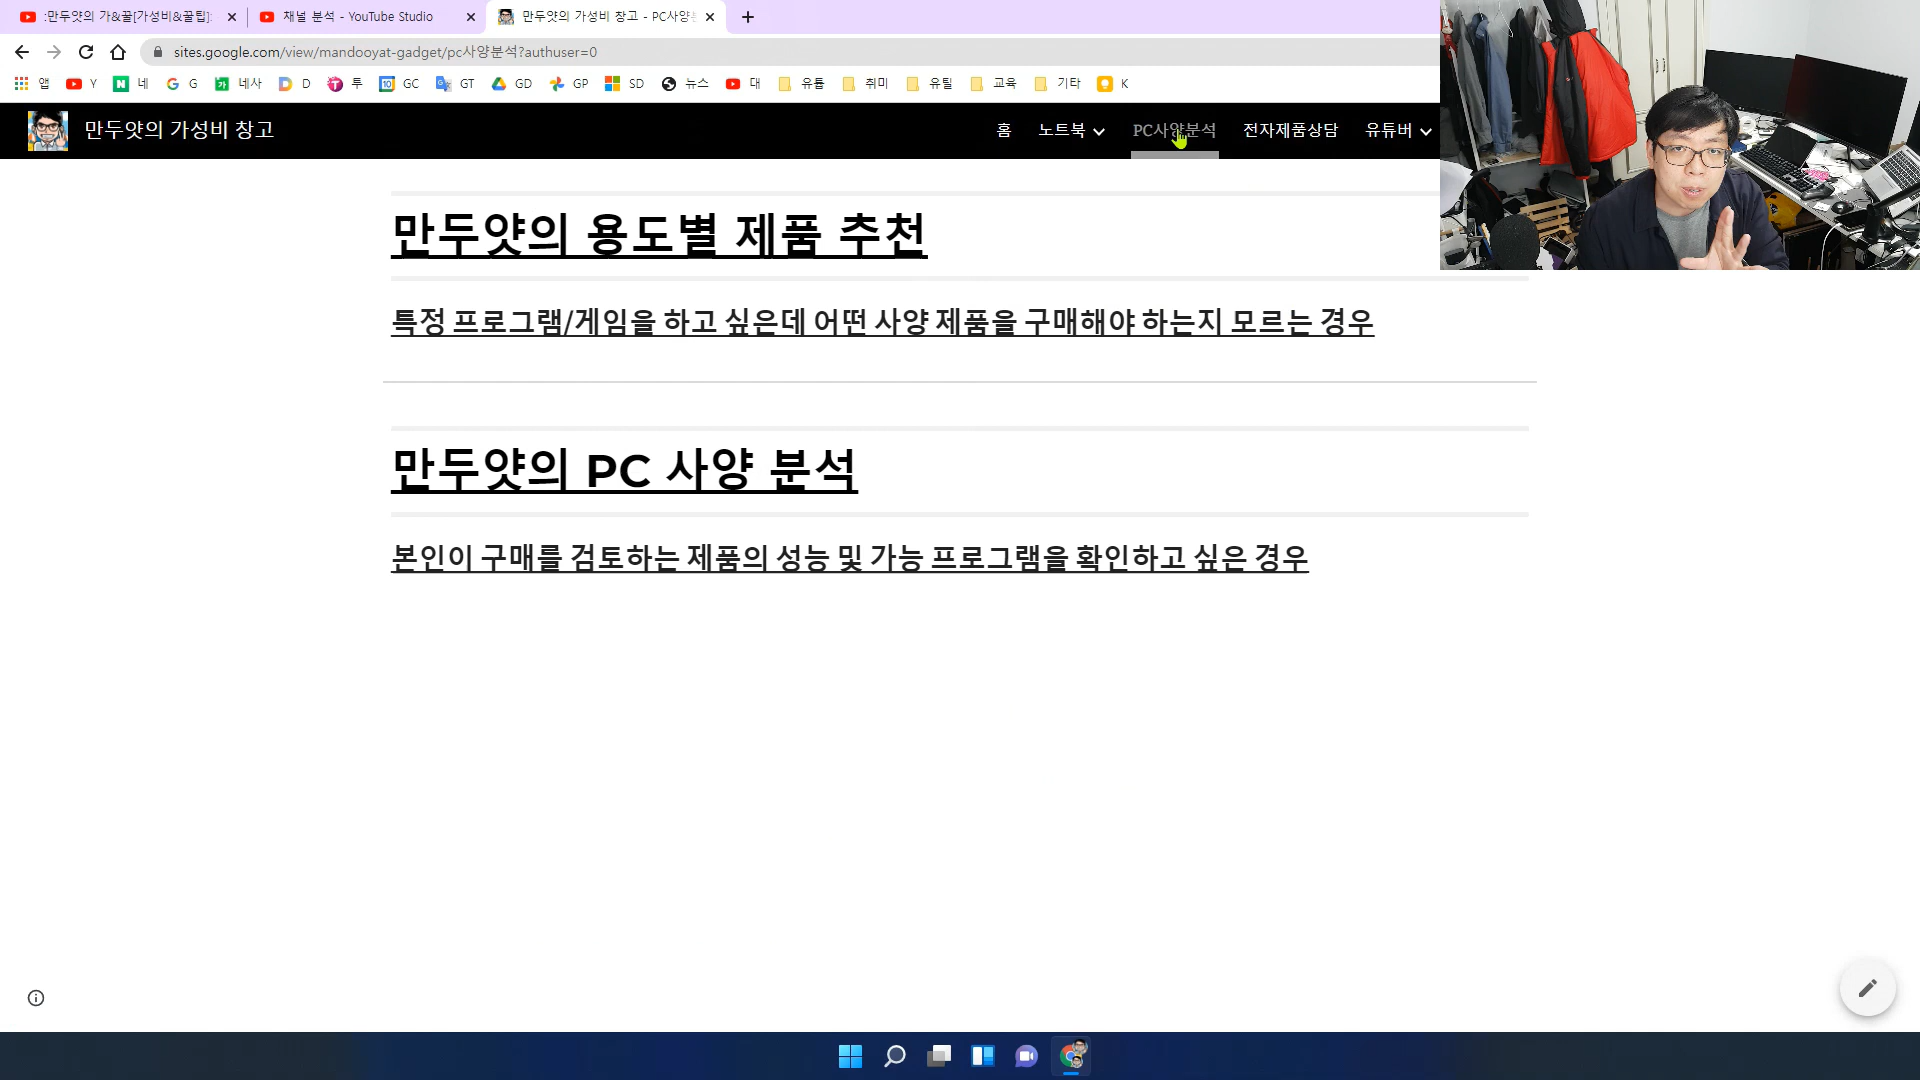 :만두얏의 가&꿀[가성비&꿀팁]:
채널 분석 - YouTube Studio
만두얏의 가성비 창고 - PC사양분
sites.google.com/view/mandooyat-gadget/pc사양분석?authuser=0
앱 Y 네 G 네사 D 투 GC GT GD GP SD 뉴스 대 유틉 취미 유틸 교육 기타 K
만두얏의 가성비 창고
홈 노트북 PC사양분석 전자제품상담 유튜버
만두얏의 용도별 제품 추천
특정 프로그램/게임을 하고 싶은데 어떤 사양 제품을 구매해야 하는지 모르는 경우
만두얏의 PC 사양 분석
본인이 구매를 검토하는 제품의 성능 및 가능 프로그램을 확인하고 싶은 경우